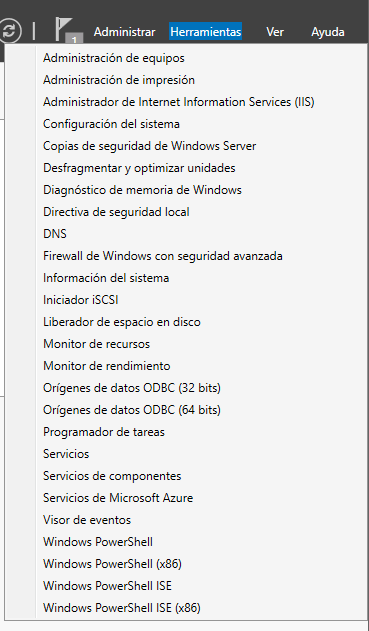 1 Administrar Herramientas Ver Ayuda
Administración de equipos
Administración de impresión
Administrador de Internet Information Services (IIS)
Configuración del sistema
Copias de seguridad de Windows Server
Desfragmentar y optimizar unidades
Diagnóstico de memoria de Windows
Directiva de seguridad local
DNS
Firewall de Windows con seguridad avanzada
Información del sistema
Iniciador iSCSI
Liberador de espacio en disco
Monitor de recursos
Monitor de rendimiento
Orígenes de datos ODBC (32 bits)
Orígenes de datos ODBC (64 bits)
Programador de tareas
Servicios
Servicios de componentes
Servicios de Microsoft Azure
Visor de eventos
Windows PowerShell
Windows PowerShell (x86)
Windows PowerShell ISE
Windows PowerShell ISE (x86)